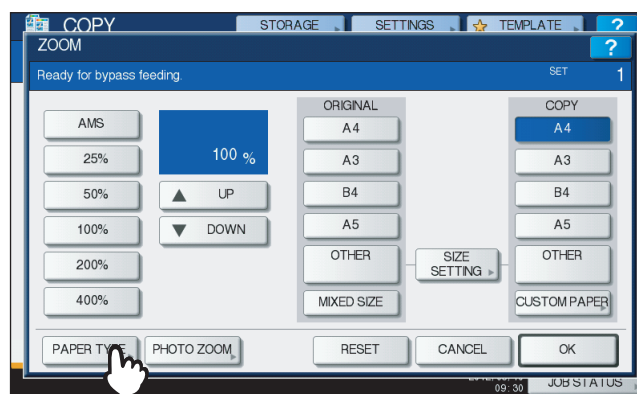 COPY STORAGE SETTINGS TEMPLATE ?
ZOOM ?
Ready for bypass feeding. SET 1
ORIGINAL COPY
AMS A4 A4
25% 100 % A3 A3
50% UP B4 B4
100% DOWN A5 A5
200% OTHER SIZE SETTING OTHER
400% MIXED SIZE CUSTOM PAPER
PAPER TYPE PHOTO ZOOM RESET CANCEL OK
09:30 JOB STATUS